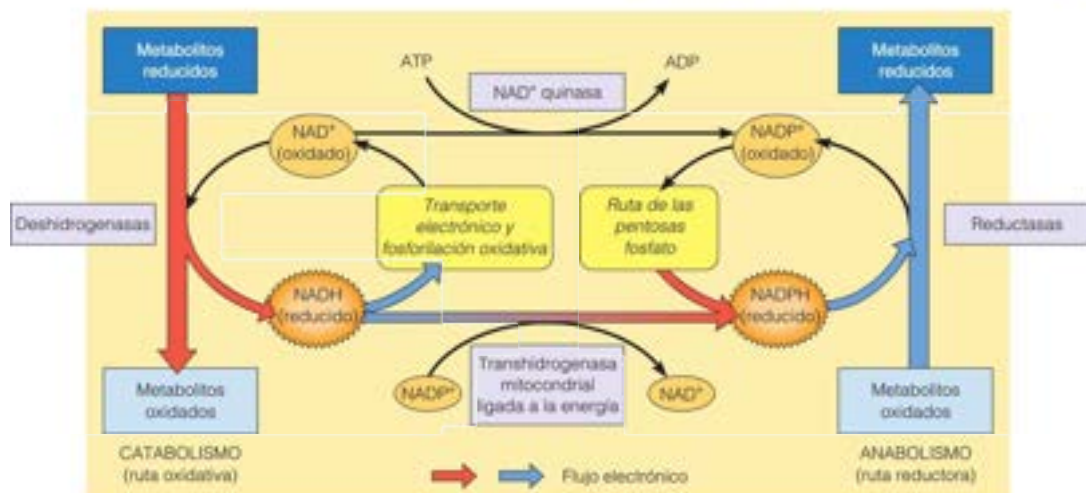 Metabolitos
reducidos
ATP
ADP
Metabolitos
reducidos
NAD⁺ quinasa
NAD⁺
(oxidado)
NADP⁺
(oxidado)
Deshidrogenasas
Transporte
electrónico y
fosforilación oxidativa
Ruta de las
pentosas
fosfato
Reductasas
NADH
(reducido)
NADPH
(reducido)
Metabolitos
oxidados
NADP⁺
Transhidrogenasa
mitocondrial
ligada a la energía
NAD⁺
Metabolitos
oxidados
CATABOLISMO
(ruta oxidativa)
Flujo electrónico
ANABOLISMO
(ruta reductora)